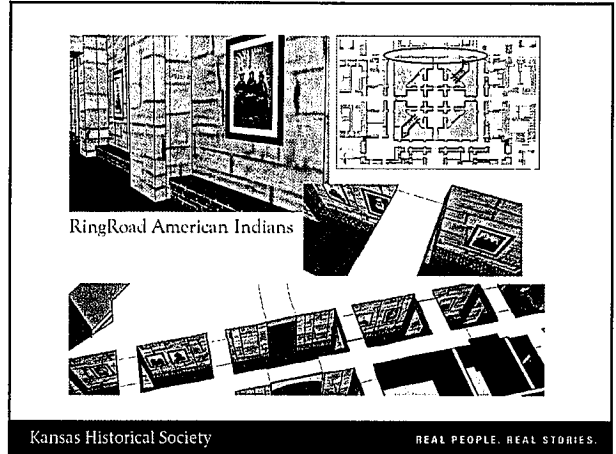 RingRoad American Indians
Kansas Historical Society
REAL PEOPLE. REAL STORIES.